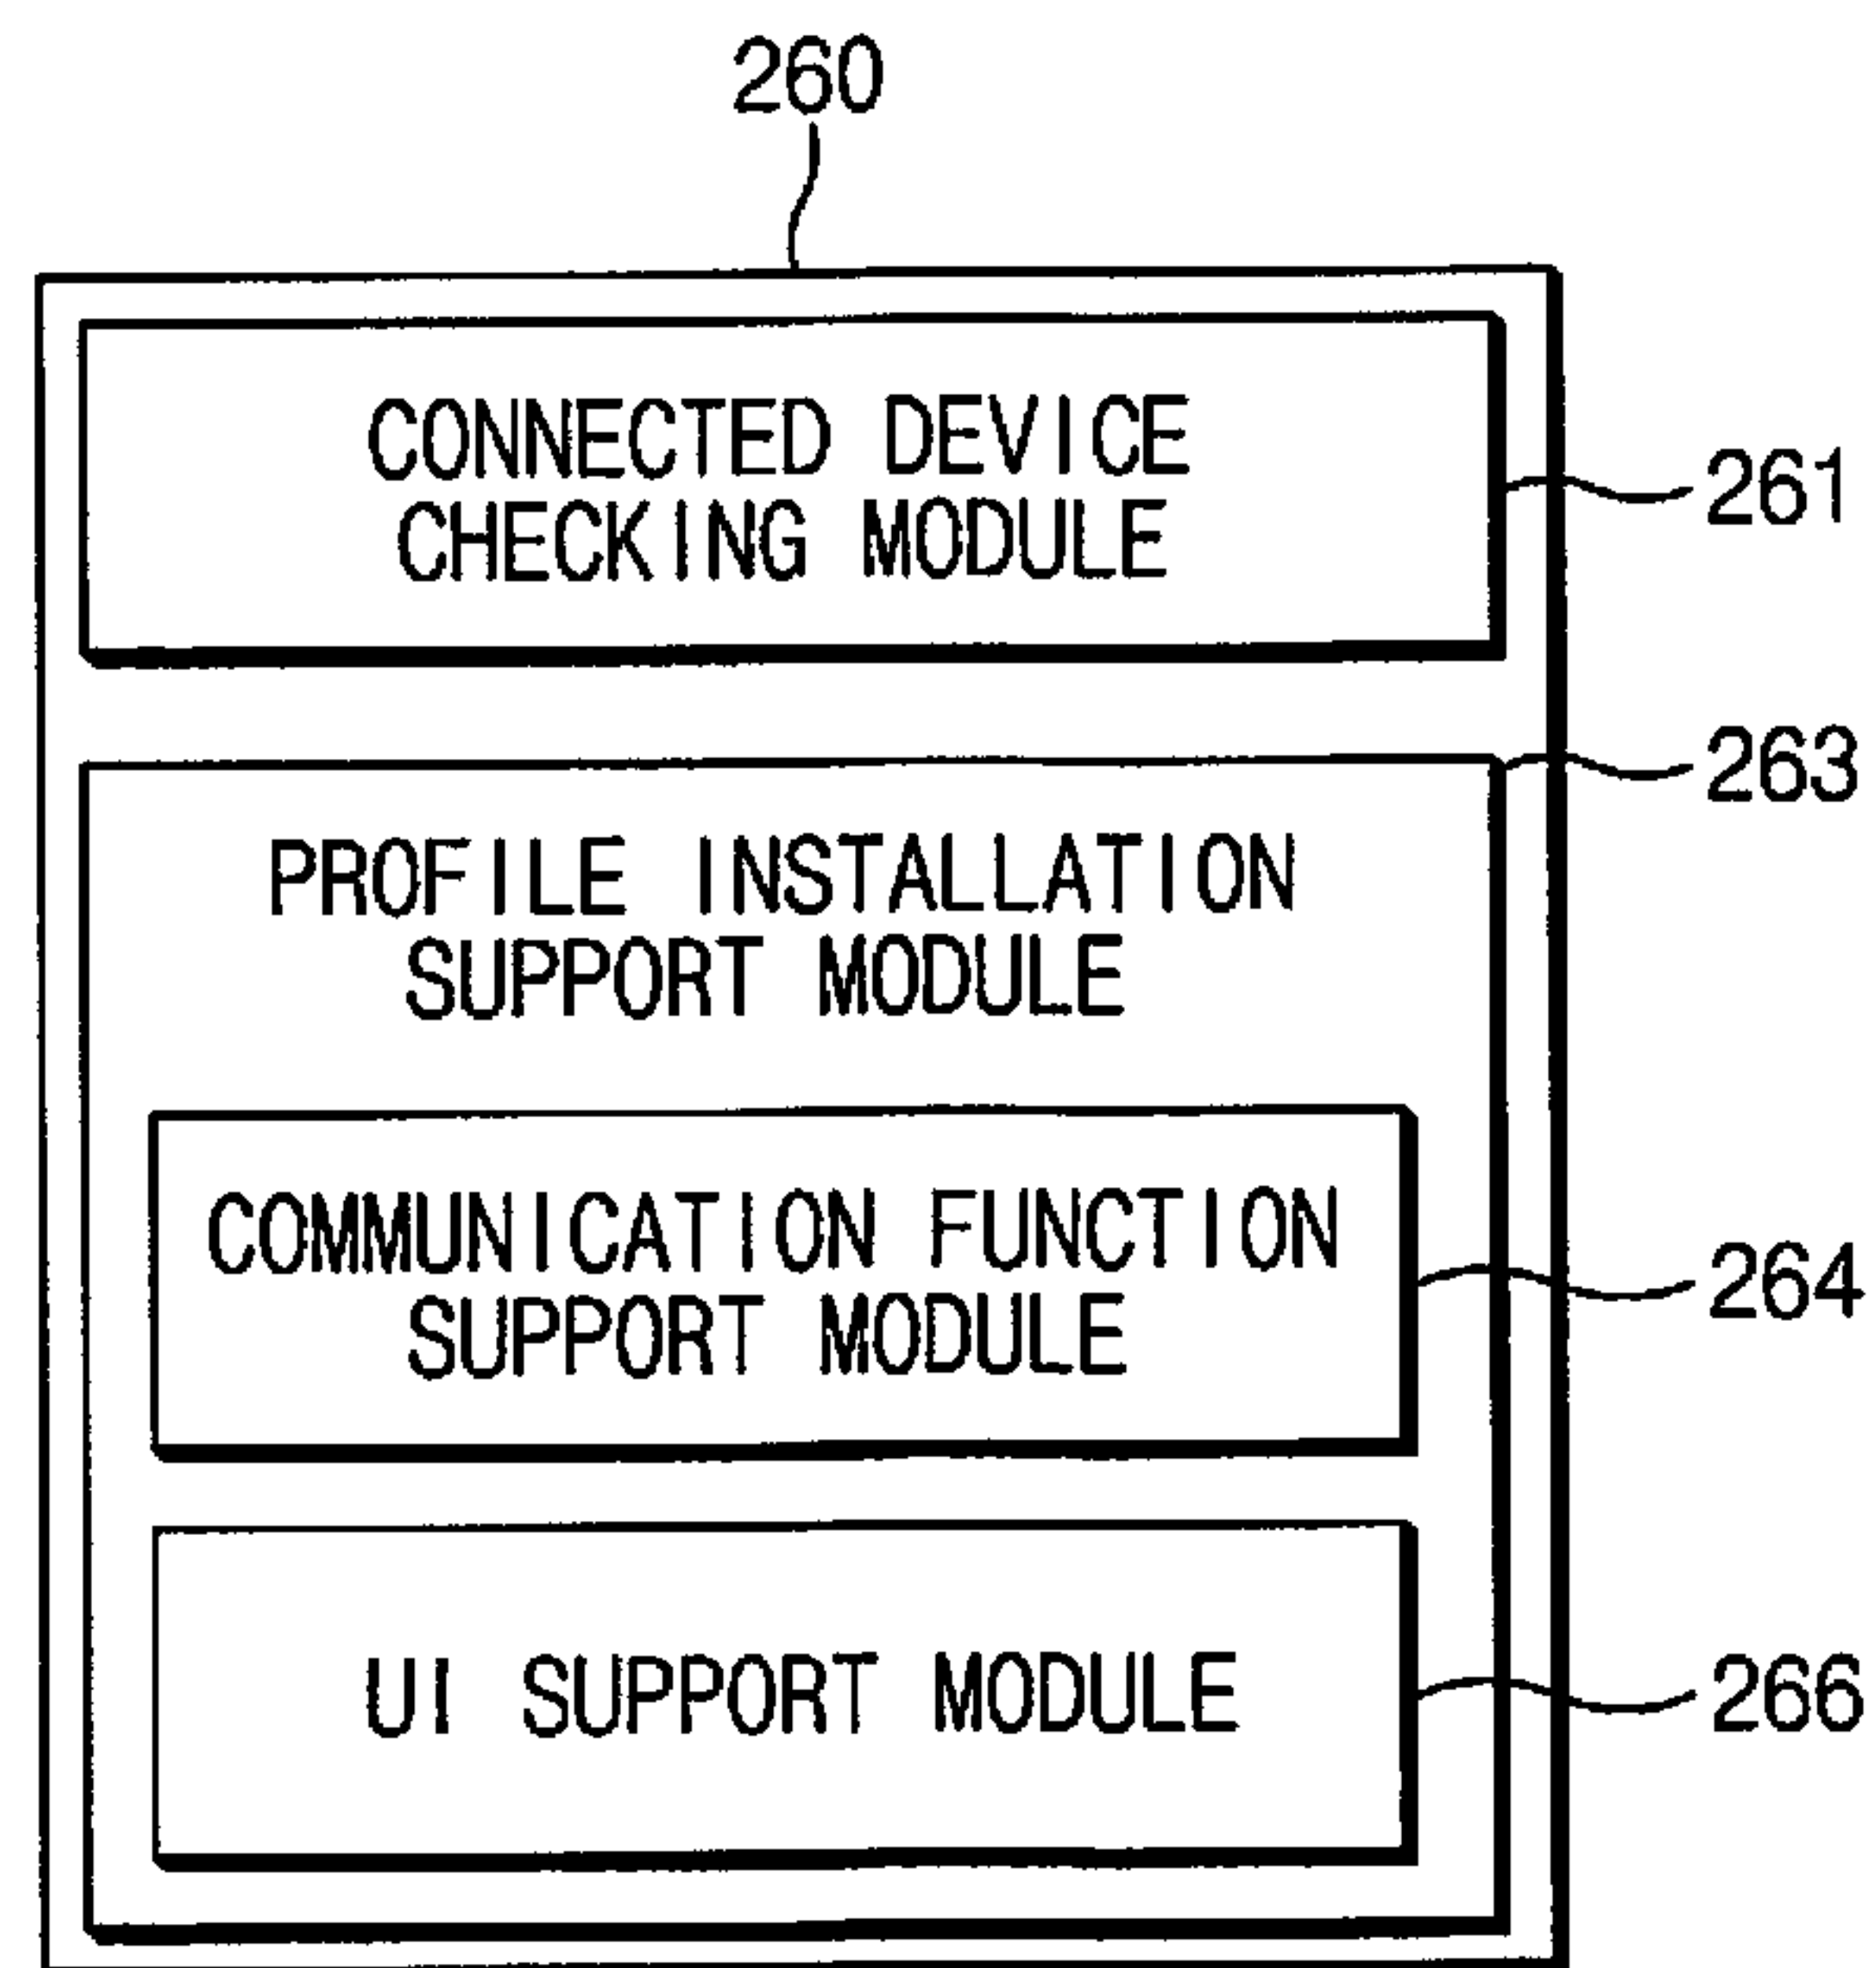 260
CONNECTED DEVICE
CHECKING MODULE
261
263
PROFILE INSTALLATION
SUPPORT MODULE
COMMUNICATION FUNCTION
SUPPORT MODULE
264
UI SUPPORT MODULE
266